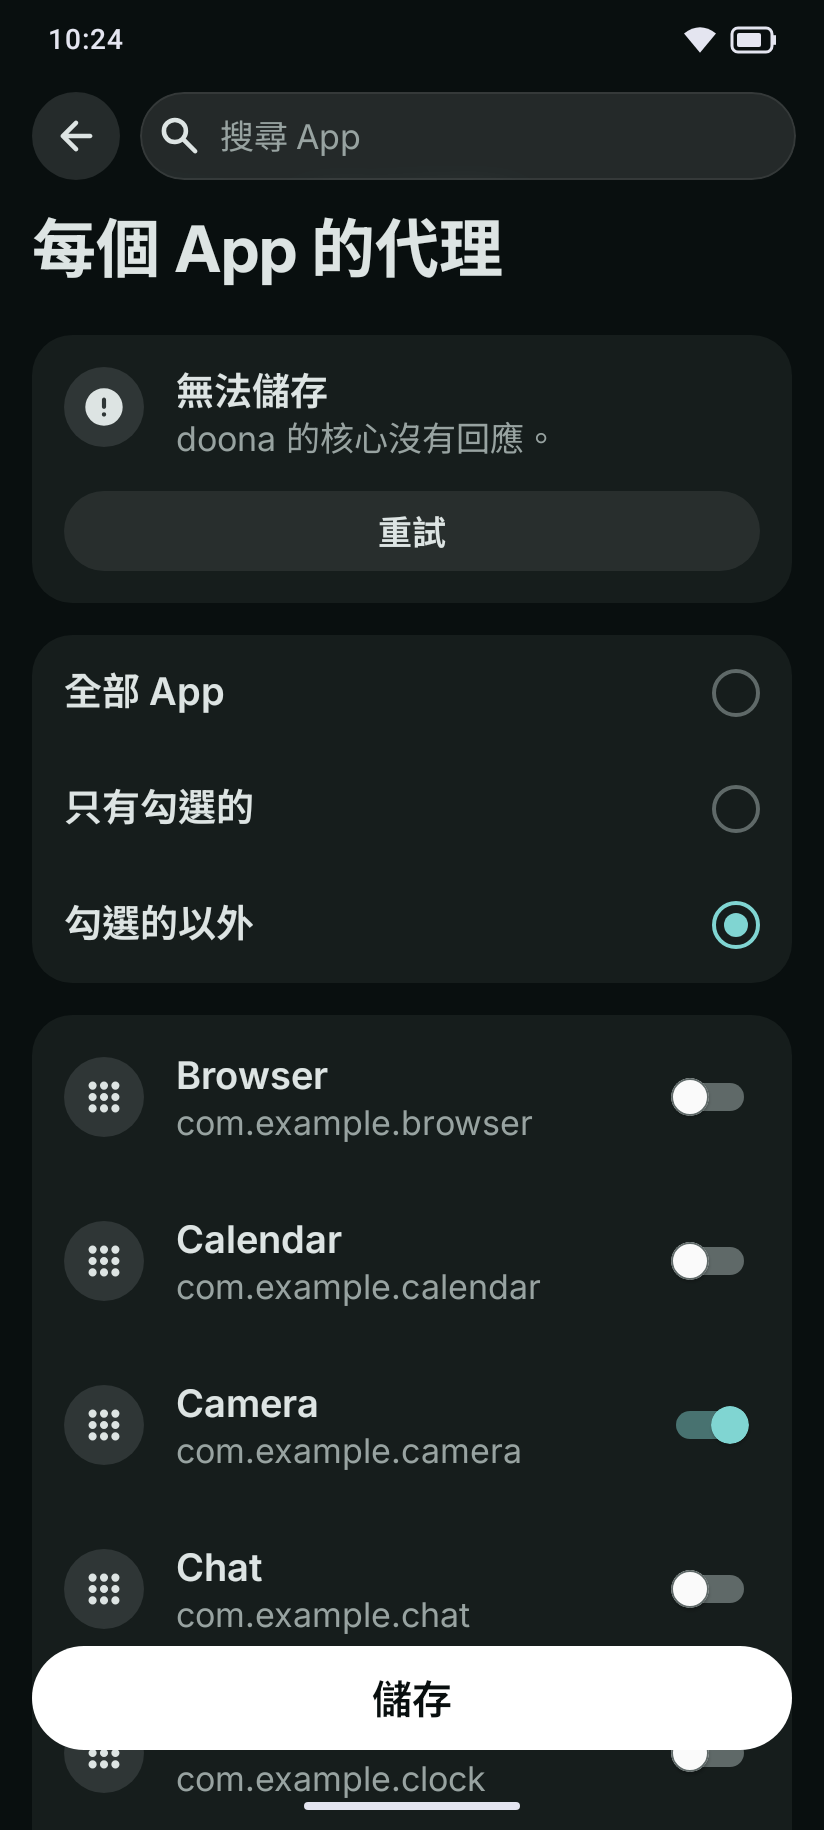 10:24
搜尋 App
每個 App 的代理
無法儲存
doona 的核心沒有回應。
重試
全部 App
只有勾選的
勾選的以外
Browser
com.example.browser
Calendar
com.example.calendar
Camera
com.example.camera
Chat
com.example.chat
儲存
com.example.clock